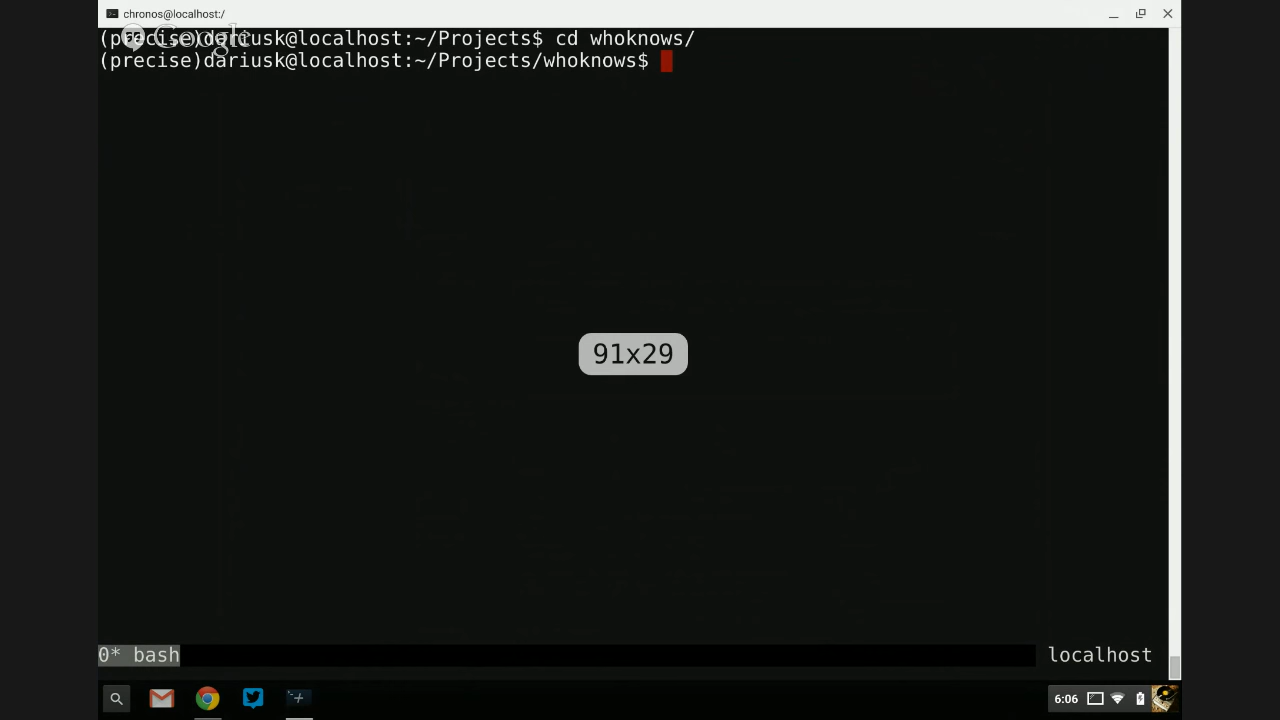 chronos@localhost:/
Google
(precise)dariusk@localhost:~/Projects$ cd whoknows/
(precise)dariusk@localhost:~/Projects/whoknows$
91x29
0* bash
localhost
6:06